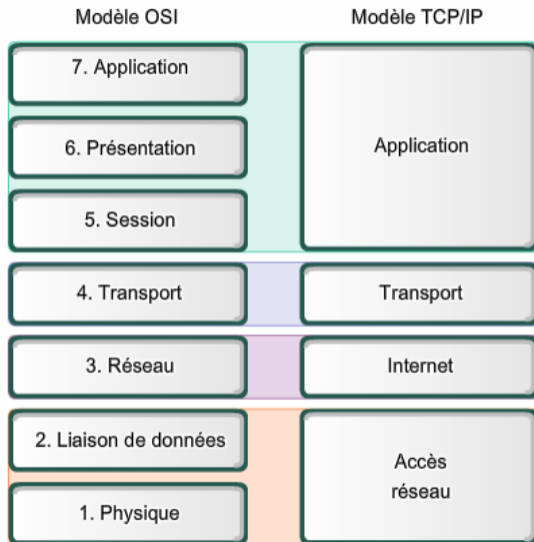 Modèle OSI
Modèle TCP/IP
7. Application
6. Présentation
5. Session
Application
4. Transport
Transport
3. Réseau
Internet
2. Liaison de données
1. Physique
Accès
réseau